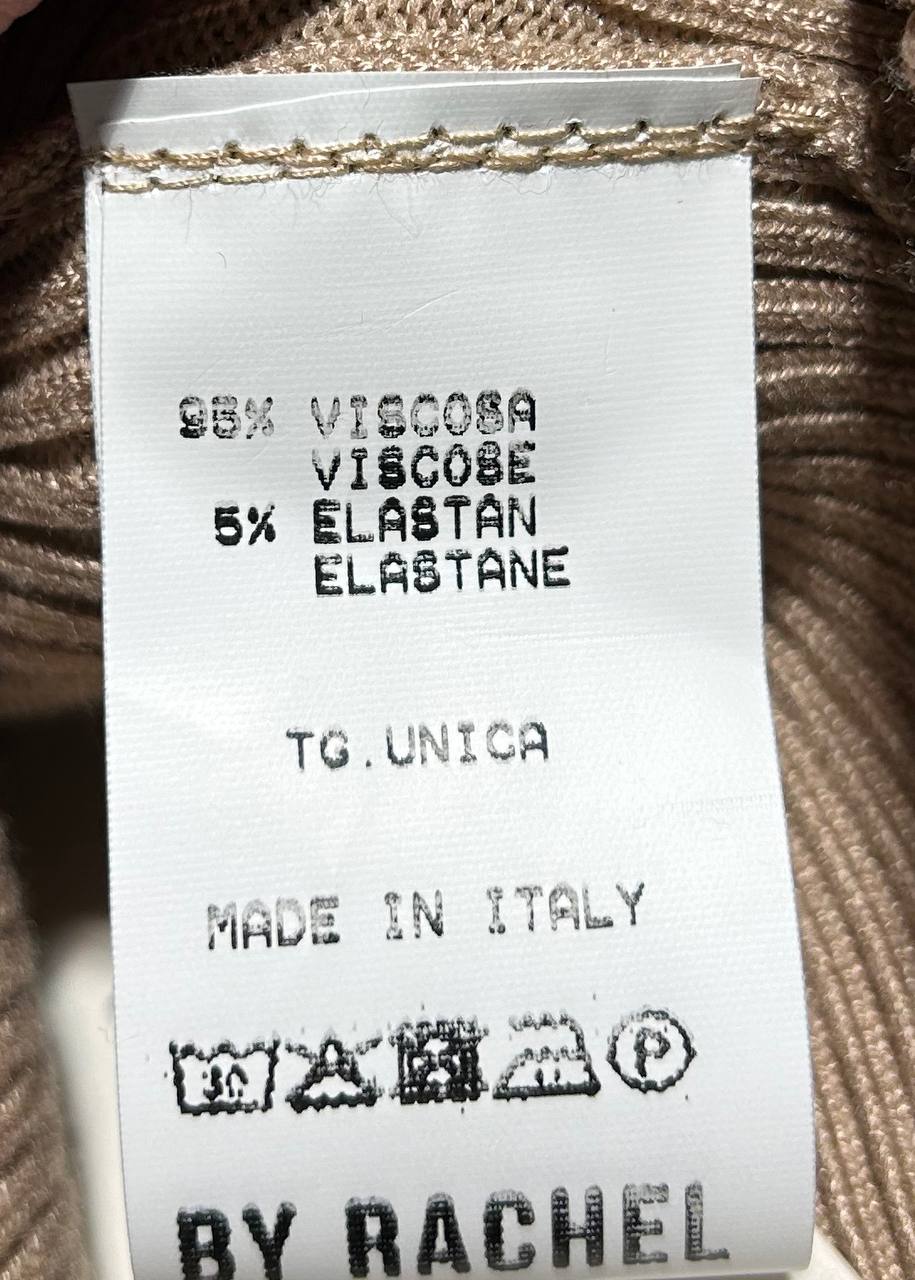 95% VISCOSA
VISCOSE
5% ELASTAN
ELASTANE
TG.UNICA
MADE IN ITALY
30 P
BY RACHEL